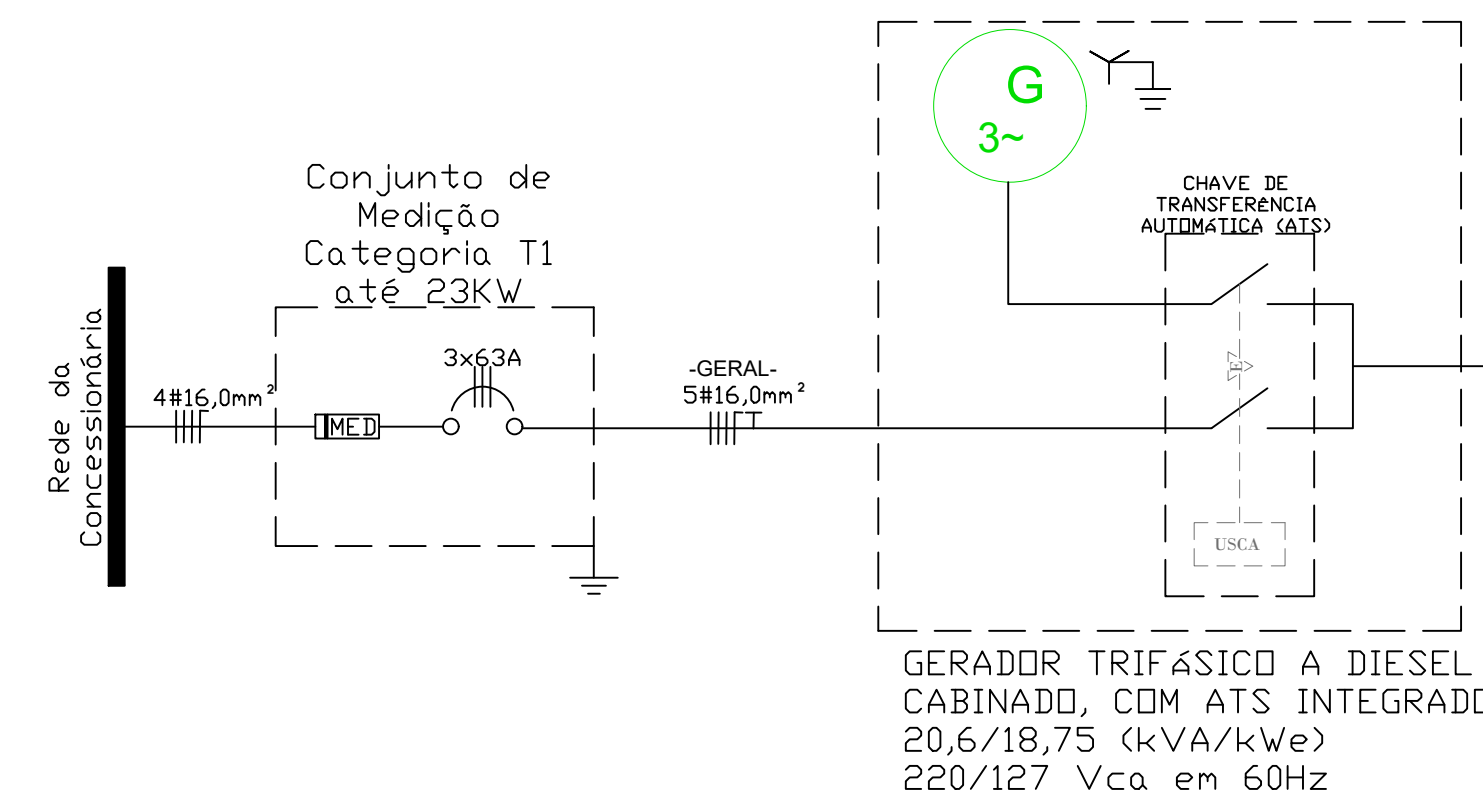 Rede da
Concessionária
4#16,0mm²
Conjunto de
Medição
Categoria T1
até 23KW
MED
3x63A
-GERAL-
5#16,0mm²
T
G
3~
CHAVE DE
TRANSFERêNCIA
AUTOMáTICA (ATS)
E
USCA
GERADOR TRIFáSICO A DIESEL
CABINADO, COM ATS INTEGRADO
20,6/18,75 (kVA/kWe)
220/127 Vca em 60Hz